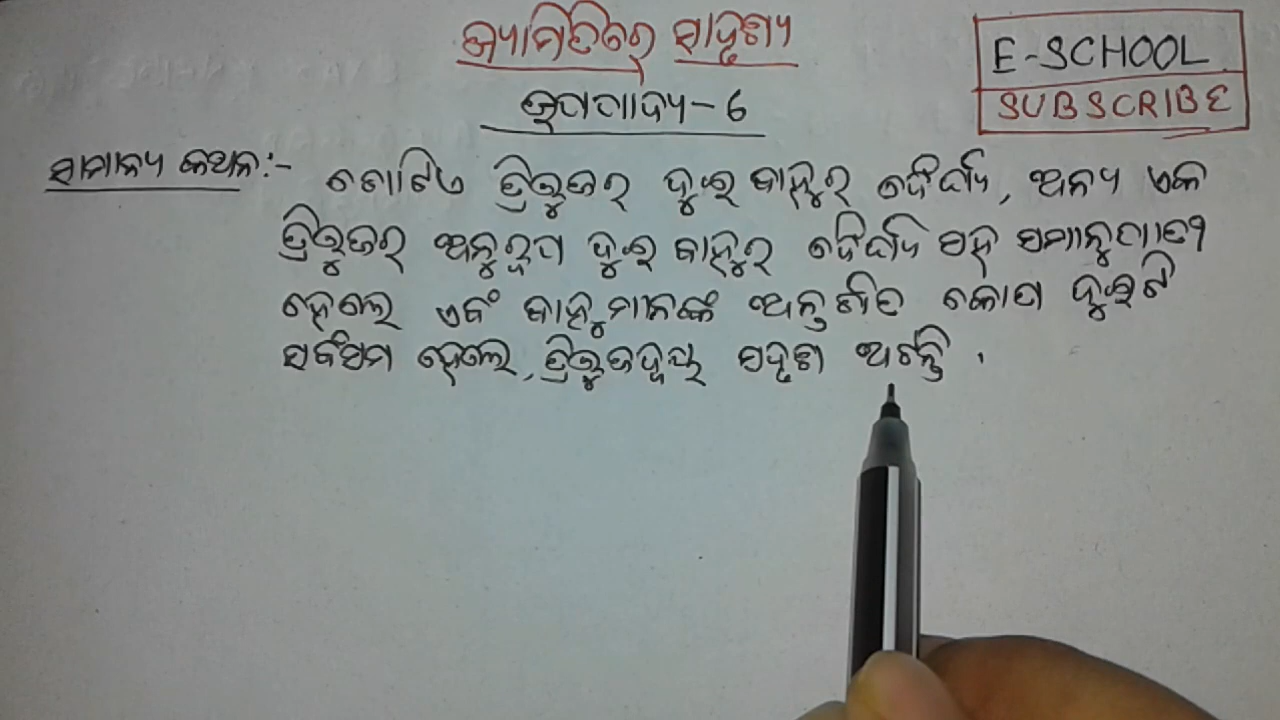 ଜ୍ୟାମିତିରେ ସାଦୃଶ୍ୟ
E-SCHOOL
SUBSCRIBE
ଉପପାଦ୍ୟ - 6
ସାମାନ୍ୟ କଥନ :- ଗୋଟିଏ ତ୍ରିଭୁଜର ଦୁଇ ବାହୁର ଦୈର୍ଘ୍ୟ, ଅନ୍ୟ ଏକ
ତ୍ରିଭୁଜର ଅନୁରୂପ ଦୁଇ ବାହୁର ଦୈର୍ଘ୍ୟ ସହ ସମାନୁପାତୀ
ହେଲେ ଏବଂ ବାହୁମାନଙ୍କ ଅନ୍ତର୍ଗତ କୋଣ ଦୁଇଟି
ସର୍ବସମ ହେଲେ, ତ୍ରିଭୁଜଦ୍ୱୟ ସଦୃଶ ଅଟନ୍ତି ।